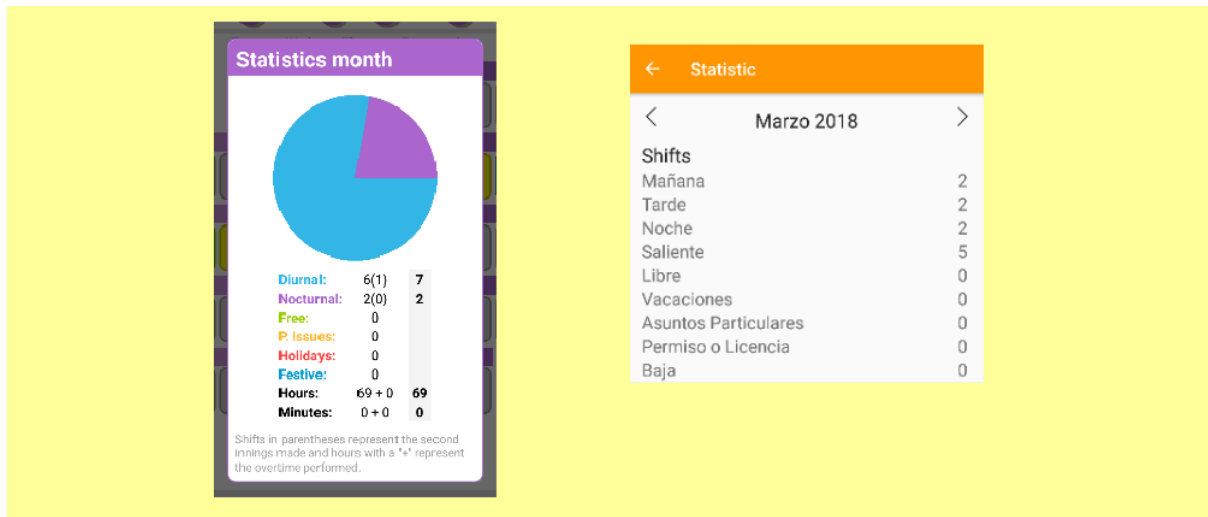 Statistics month
Diurnal: 6(1) 7
Nocturnal: 2(0) 2
Free: 0
P. Issues: 0
Holidays: 0
Festive: 0
Hours: 69 + 0 69
Minutes: 0 + 0 0
Shifts in parentheses represent the second
innings made and hours with a "+" represent
the overtime performed.
← Statistic
< Marzo 2018 >
Shifts
Mañana 2
Tarde 2
Noche 2
Saliente 5
Libre 0
Vacaciones 0
Asuntos Particulares 0
Permiso o Licencia 0
Baja 0